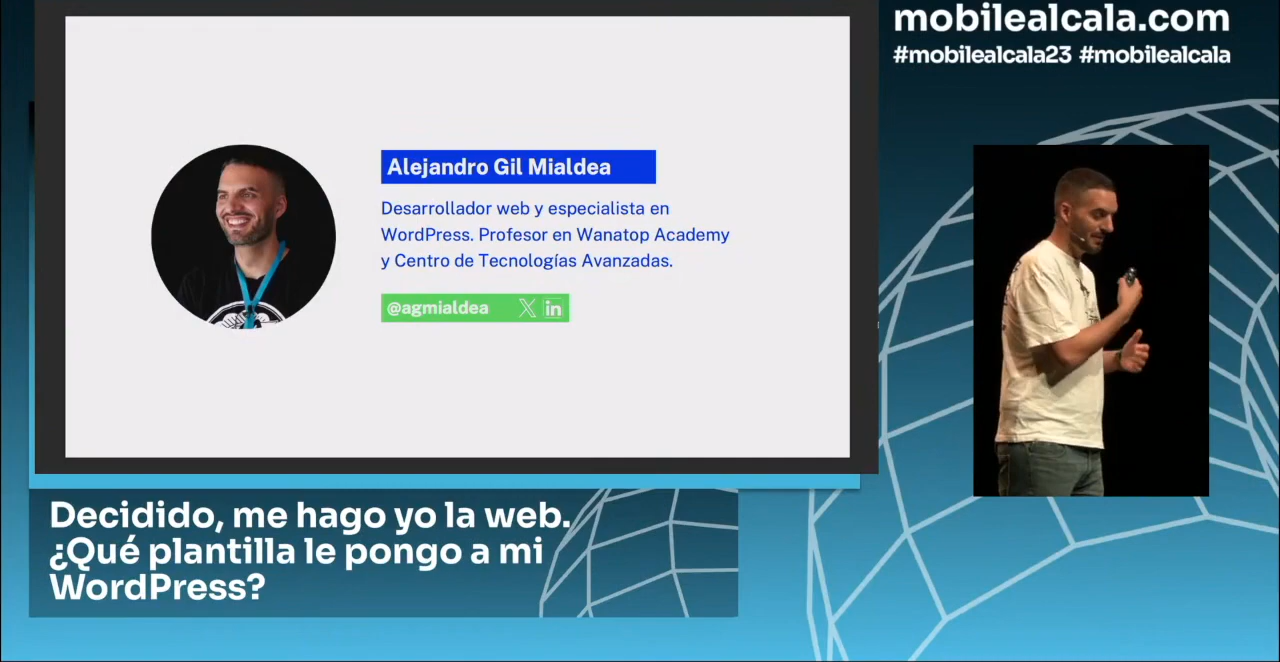 mobilealcala.com
#mobilealcala23 #mobilealcala
Alejandro Gil Mialdea
Desarrollador web y especialista en
WordPress. Profesor en Wanatop Academy
y Centro de Tecnologías Avanzadas.
@agmialdea X in
Decidido, me hago yo la web.
¿Qué plantilla le pongo a mi
WordPress?